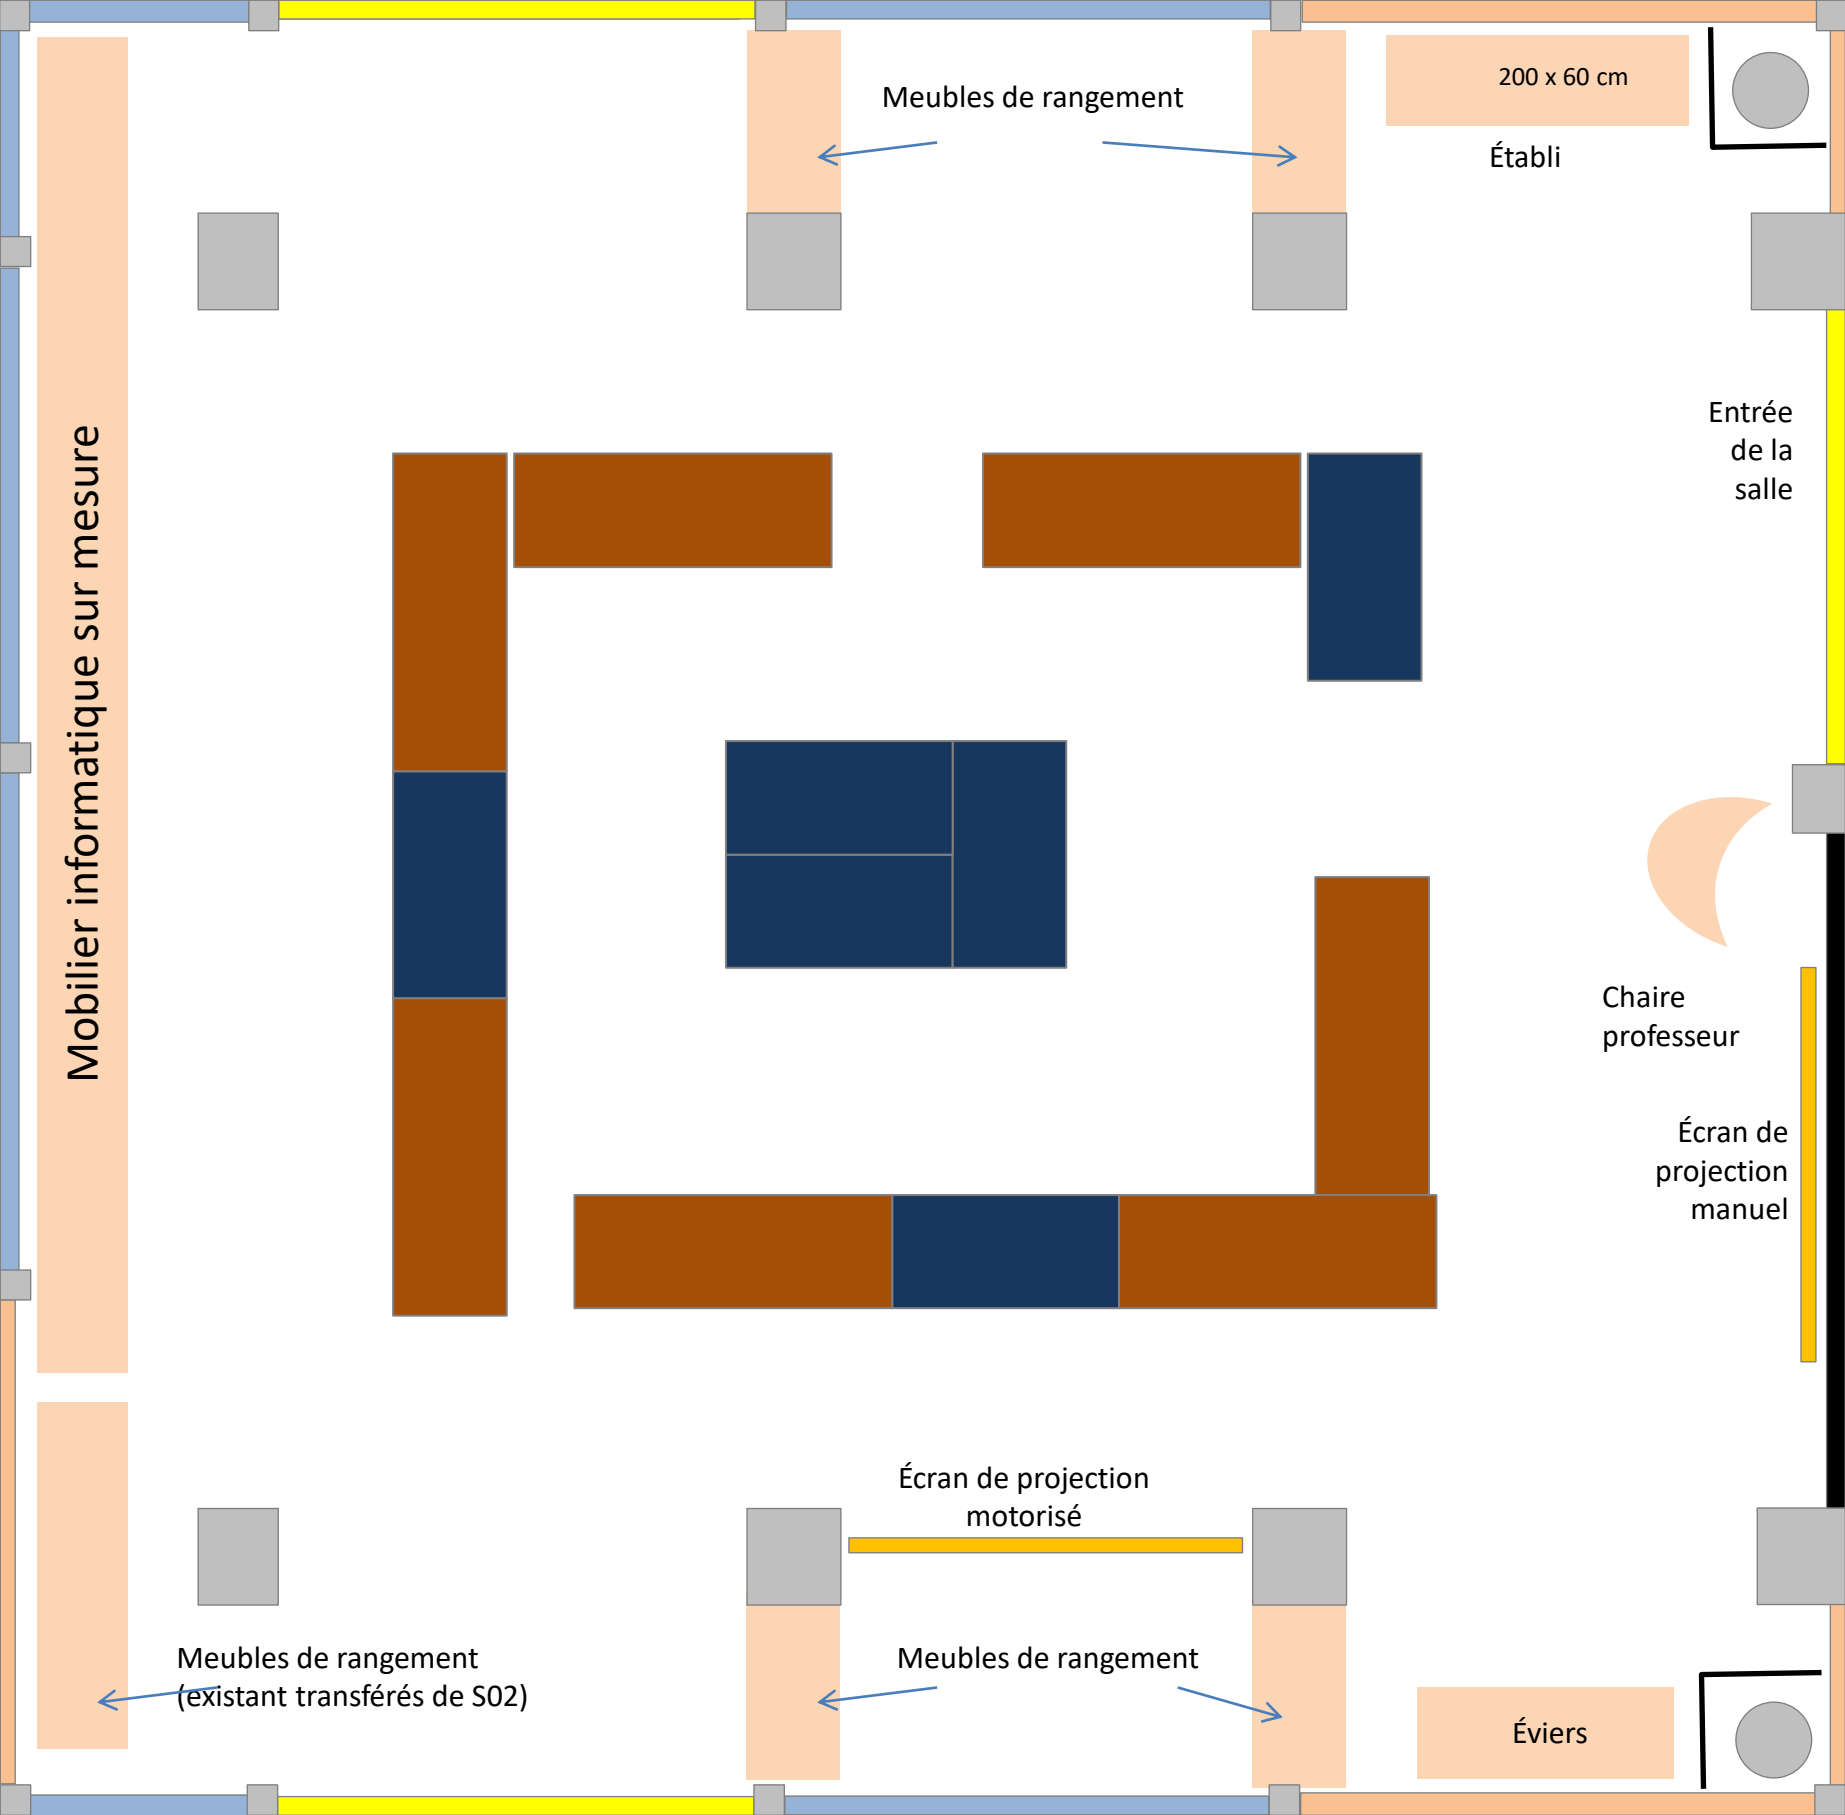 Meubles de rangement
200 x 60 cm
Établi
Entrée
de la
salle
Mobilier informatique sur mesure
Chaire
professeur
Écran de
projection
manuel
Écran de projection
motorisé
Meubles de rangement
(existant transférés de S02)
Meubles de rangement
Éviers